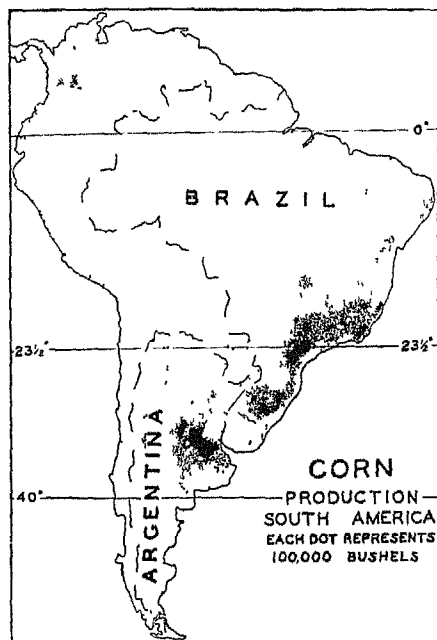 0°
BRAZIL
23½° 23½°
ARGENTINA
40°
CORN
PRODUCTION
SOUTH AMERICA
EACH DOT REPRESENTS
100,000 BUSHELS